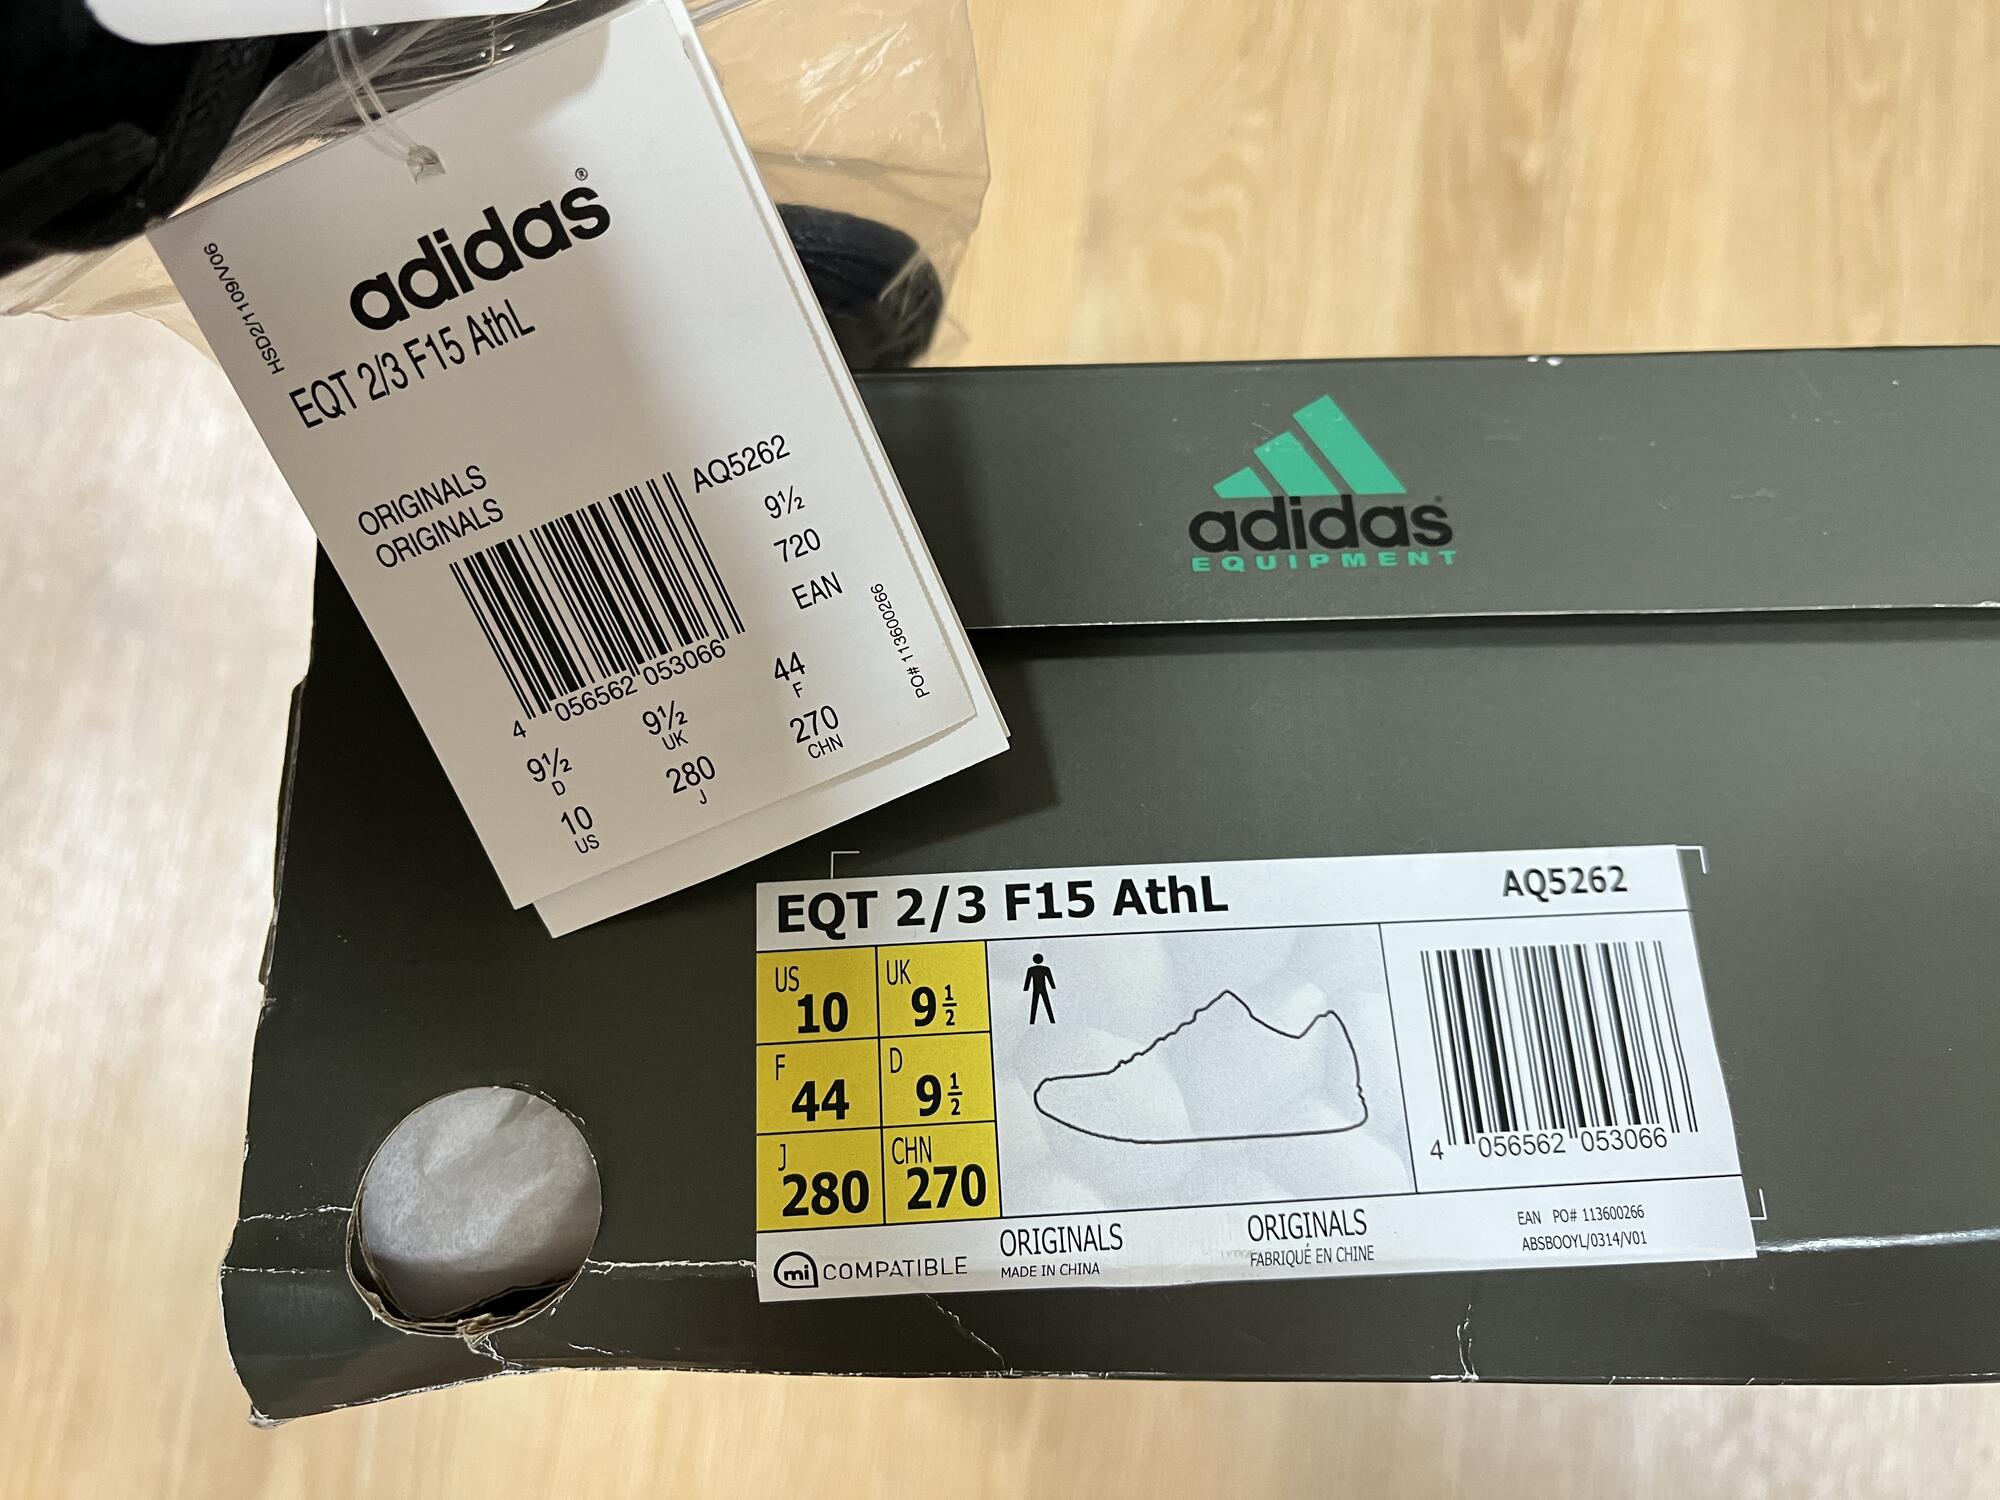 HSD2/1109/V06
adidas®
EQT 2/3 F15 AthL
ORIGINALS
ORIGINALS
AQ5262
9½
720
EAN
4 056562 053066
PO# 113600266
9½ D
9½ UK
44 F
10 US
280 J
270 CHN
adidas
EQUIPMENT
EQT 2/3 F15 AthL
AQ5262
US 10
UK 9½
F 44
D 9½
J 280
CHN 270
4 056562 053066
mi COMPATIBLE
ORIGINALS
MADE IN CHINA
ORIGINALS
FABRIQUÉ EN CHINE
EAN PO# 113600266
ABSBOOYL/0314/V01